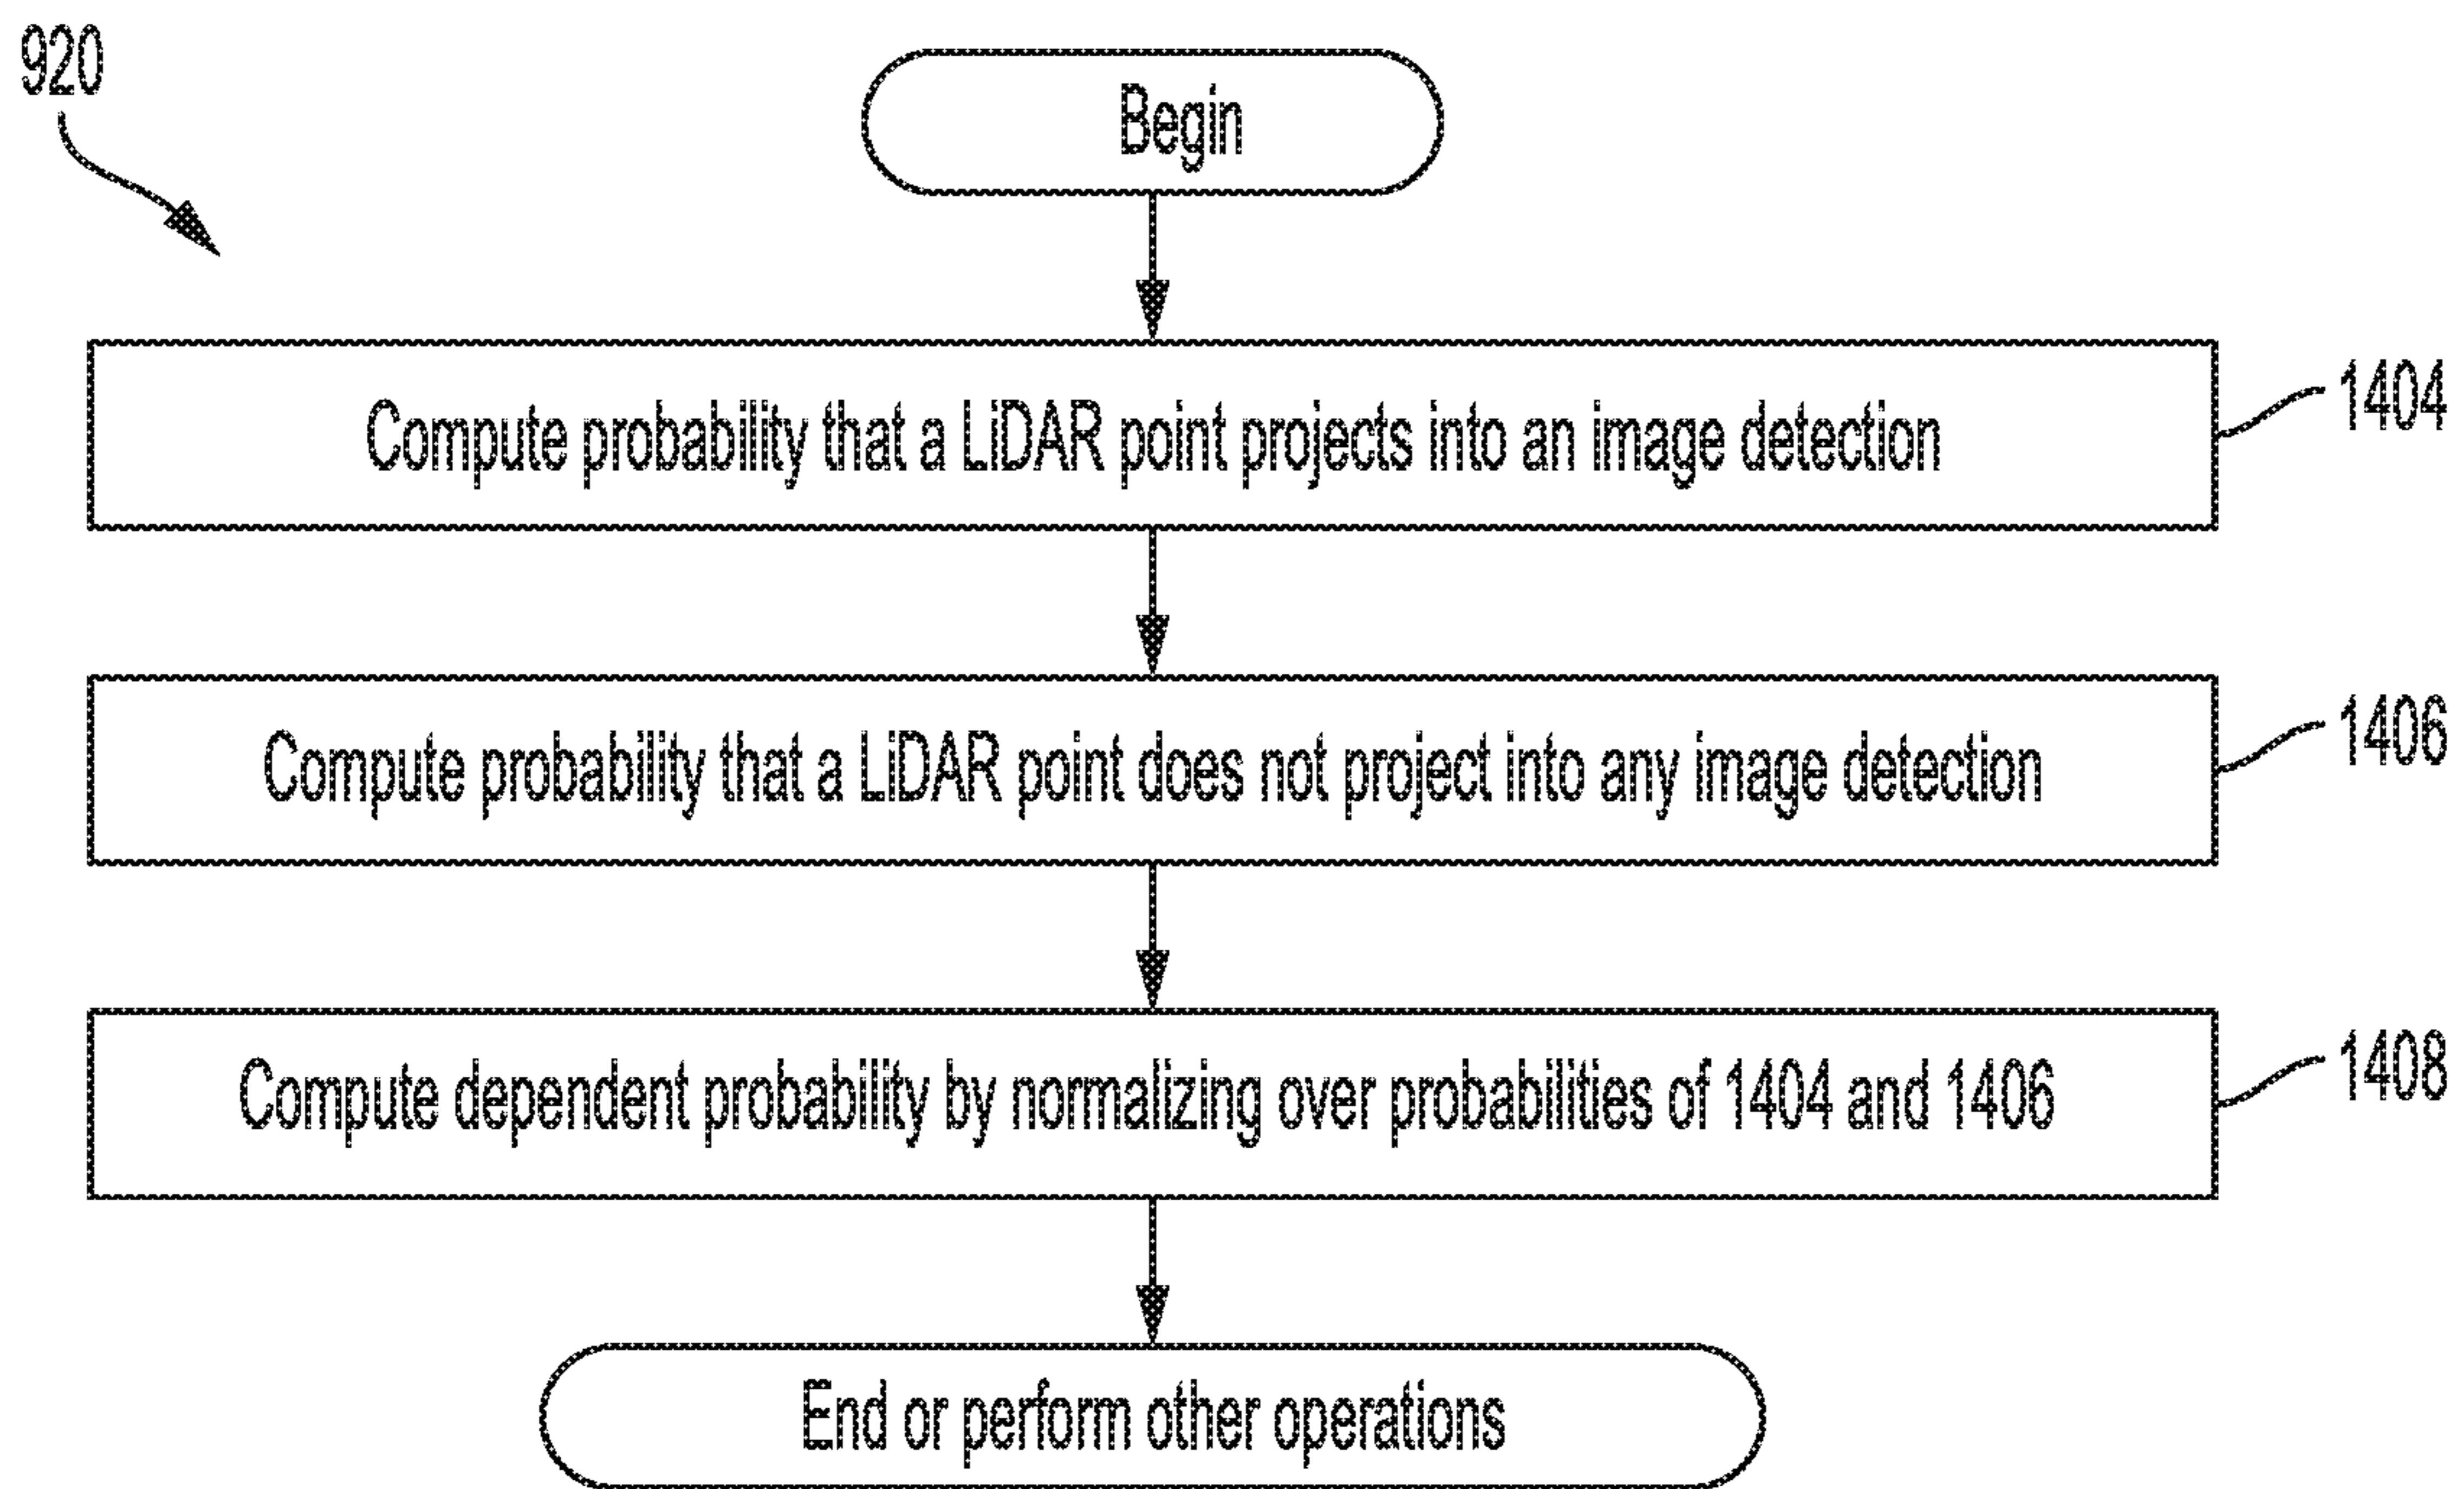 920
Begin
Compute probability that a LiDAR point projects into an image detection
1404
Compute probability that a LiDAR point does not project into any image detection
1406
Compute dependent probability by normalizing over probabilities of 1404 and 1406
1408
End or perform other operations